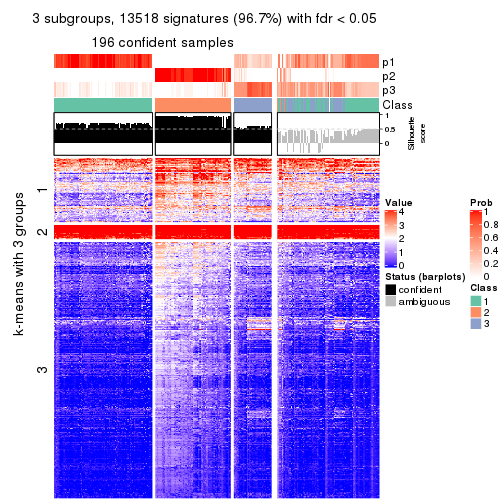 3 subgroups, 13518 signatures (96.7%) with fdr < 0.05
196 confident samples
p1
p2
p3
Class
1
0.5
0
Silhouette
score
k-means with 3 groups
1
2
3
Value
4
3
2
1
0
Status (barplots)
confident
ambiguous
Prob
1
0.8
0.6
0.4
0.2
0
Class
1
2
3